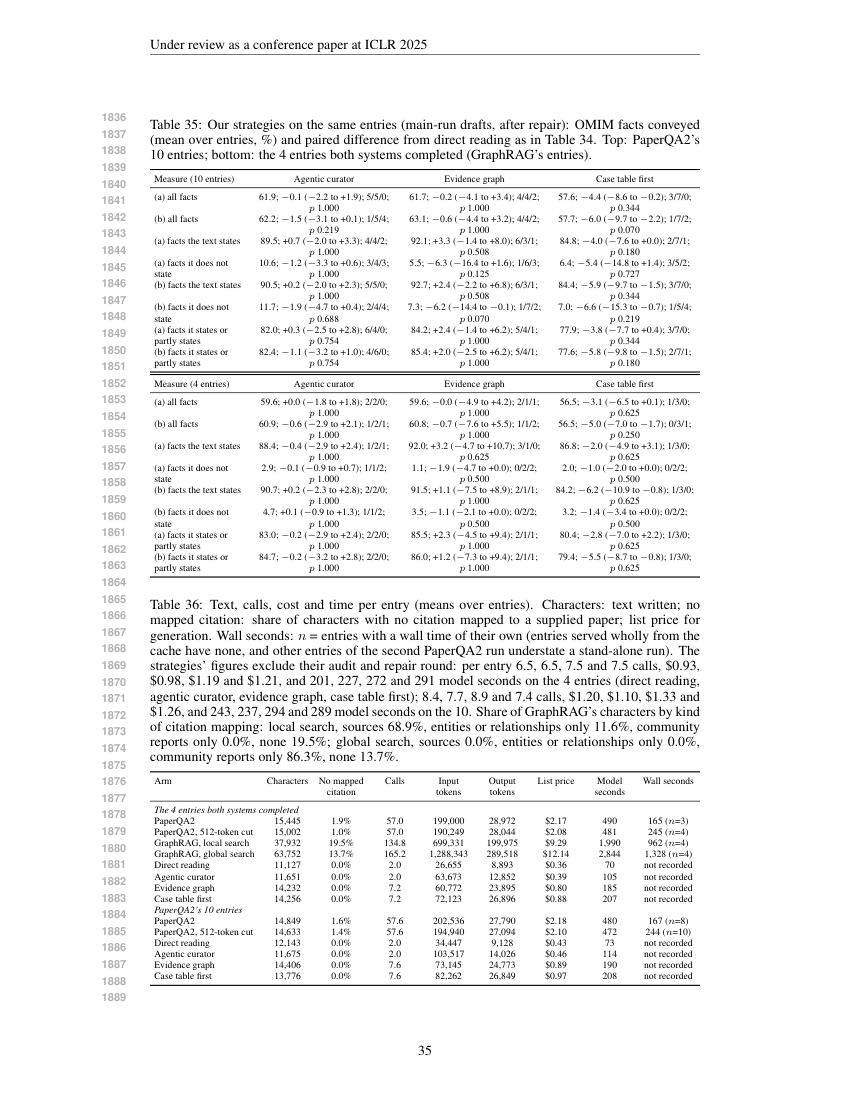 Under review as a conference paper at ICLR 2025
1836
1837
1838
1839
1840
1841
1842
1843
1844
1845
1846
1847
1848
1849
1850
1851
1852
1853
1854
1855
1856
1857
1858
1859
1860
1861
1862
1863
1864
1865
1866
1867
1868
1869
1870
1871
1872
1873
1874
1875
1876
1877
1878
1879
1880
1881
1882
1883
1884
1885
1886
1887
1888
1889
Table 35: Our strategies on the same entries (main-run drafts, after repair): OMIM facts conveyed
(mean over entries, %) and paired difference from direct reading as in Table 34. Top: PaperQA2's
10 entries; bottom: the 4 entries both systems completed (GraphRAG's entries).
Measure (10 entries) Agentic curator Evidence graph Case table first
(a) all facts 61.9; −0.1 (−2.2 to +1.9); 5/5/0; 61.7; −0.2 (−4.1 to +3.4); 4/4/2; 57.6; −4.4 (−8.6 to −0.2); 3/7/0;
p 1.000 p 1.000 p 0.344
(b) all facts 62.2; −1.5 (−3.1 to +0.1); 1/5/4; 63.1; −0.6 (−4.4 to +3.2); 4/4/2; 57.7; −6.0 (−9.7 to −2.2); 1/7/2;
p 0.219 p 1.000 p 0.070
(a) facts the text states 89.5; +0.7 (−2.0 to +3.3); 4/4/2; 92.1; +3.3 (−1.4 to +8.0); 6/3/1; 84.8; −4.0 (−7.6 to +0.0); 2/7/1;
p 1.000 p 0.508 p 0.180
(a) facts it does not 10.6; −1.2 (−3.3 to +0.6); 3/4/3; 5.5; −6.3 (−16.4 to +1.6); 1/6/3; 6.4; −5.4 (−14.8 to +1.4); 3/5/2;
state p 1.000 p 0.125 p 0.727
(b) facts the text states 90.5; +0.2 (−2.0 to +2.3); 5/5/0; 92.7; +2.4 (−2.2 to +6.8); 6/3/1; 84.4; −5.9 (−9.7 to −1.5); 3/7/0;
p 1.000 p 0.508 p 0.344
(b) facts it does not 11.7; −1.9 (−4.7 to +0.4); 2/4/4; 7.3; −6.2 (−14.4 to −0.1); 1/7/2; 7.0; −6.6 (−15.3 to −0.7); 1/5/4;
state p 0.688 p 0.070 p 0.219
(a) facts it states or 82.0; +0.3 (−2.5 to +2.8); 6/4/0; 84.2; +2.4 (−1.4 to +6.2); 5/4/1; 77.9; −3.8 (−7.7 to +0.4); 3/7/0;
partly states p 0.754 p 1.000 p 0.344
(b) facts it states or 82.4; −1.1 (−3.2 to +1.0); 4/6/0; 85.4; +2.0 (−2.5 to +6.2); 5/4/1; 77.6; −5.8 (−9.8 to −1.5); 2/7/1;
partly states p 0.754 p 1.000 p 0.180
Measure (4 entries) Agentic curator Evidence graph Case table first
(a) all facts 59.6; +0.0 (−1.8 to +1.8); 2/2/0; 59.6; −0.0 (−4.9 to +4.2); 2/1/1; 56.5; −3.1 (−6.5 to +0.1); 1/3/0;
p 1.000 p 1.000 p 0.625
(b) all facts 60.9; −0.6 (−2.9 to +2.1); 1/2/1; 60.8; −0.7 (−7.6 to +5.5); 1/1/2; 56.5; −5.0 (−7.0 to −1.7); 0/3/1;
p 1.000 p 1.000 p 0.250
(a) facts the text states 88.4; −0.4 (−2.9 to +2.4); 1/2/1; 92.0; +3.2 (−4.7 to +10.7); 3/1/0; 86.8; −2.0 (−4.9 to +3.1); 1/3/0;
p 1.000 p 0.625 p 0.625
(a) facts it does not 2.9; −0.1 (−0.9 to +0.7); 1/1/2; 1.1; −1.9 (−4.7 to +0.0); 0/2/2; 2.0; −1.0 (−2.0 to +0.0); 0/2/2;
state p 1.000 p 0.500 p 0.500
(b) facts the text states 90.7; +0.2 (−2.3 to +2.8); 2/2/0; 91.5; +1.1 (−7.5 to +8.9); 2/1/1; 84.2; −6.2 (−10.9 to −0.8); 1/3/0;
p 1.000 p 1.000 p 0.625
(b) facts it does not 4.7; +0.1 (−0.9 to +1.3); 1/1/2; 3.5; −1.1 (−2.1 to +0.0); 0/2/2; 3.2; −1.4 (−3.4 to +0.0); 0/2/2;
state p 1.000 p 0.500 p 0.500
(a) facts it states or 83.0; −0.2 (−2.9 to +2.4); 2/2/0; 85.5; +2.3 (−4.5 to +9.4); 2/1/1; 80.4; −2.8 (−7.0 to +2.2); 1/3/0;
partly states p 1.000 p 1.000 p 0.625
(b) facts it states or 84.7; −0.2 (−3.2 to +2.8); 2/2/0; 86.0; +1.2 (−7.3 to +9.4); 2/1/1; 79.4; −5.5 (−8.7 to −0.8); 1/3/0;
partly states p 1.000 p 1.000 p 0.625
Table 36: Text, calls, cost and time per entry (means over entries). Characters: text written; no
mapped citation: share of characters with no citation mapped to a supplied paper; list price for
generation. Wall seconds: n = entries with a wall time of their own (entries served wholly from the
cache have none, and other entries of the second PaperQA2 run understate a stand-alone run). The
strategies' figures exclude their audit and repair round: per entry 6.5, 6.5, 7.5 and 7.5 calls, $0.93,
$0.98, $1.19 and $1.21, and 201, 227, 272 and 291 model seconds on the 4 entries (direct reading,
agentic curator, evidence graph, case table first); 8.4, 7.7, 8.9 and 7.4 calls, $1.20, $1.10, $1.33 and
$1.26, and 243, 237, 294 and 289 model seconds on the 10. Share of GraphRAG's characters by kind
of citation mapping: local search, sources 68.9%, entities or relationships only 11.6%, community
reports only 0.0%, none 19.5%; global search, sources 0.0%, entities or relationships only 0.0%,
community reports only 86.3%, none 13.7%.
Arm Characters No mapped Calls Input Output List price Model Wall seconds
citation tokens tokens seconds
The 4 entries both systems completed
PaperQA2 15,445 1.9% 57.0 199,000 28,972 $2.17 490 165 (n=3)
PaperQA2, 512-token cut 15,002 1.0% 57.0 190,249 28,044 $2.08 481 245 (n=4)
GraphRAG, local search 37,932 19.5% 134.8 699,331 199,975 $9.29 1,990 962 (n=4)
GraphRAG, global search 63,752 13.7% 165.2 1,288,343 289,518 $12.14 2,844 1,328 (n=4)
Direct reading 11,127 0.0% 2.0 26,655 8,893 $0.36 70 not recorded
Agentic curator 11,651 0.0% 2.0 63,673 12,852 $0.39 105 not recorded
Evidence graph 14,232 0.0% 7.2 60,772 23,895 $0.80 185 not recorded
Case table first 14,256 0.0% 7.2 72,123 26,896 $0.88 207 not recorded
PaperQA2's 10 entries
PaperQA2 14,849 1.6% 57.6 202,536 27,790 $2.18 480 167 (n=8)
PaperQA2, 512-token cut 14,633 1.4% 57.6 194,940 27,094 $2.10 472 244 (n=10)
Direct reading 12,143 0.0% 2.0 34,447 9,128 $0.43 73 not recorded
Agentic curator 11,675 0.0% 2.0 103,517 14,026 $0.46 114 not recorded
Evidence graph 14,406 0.0% 7.6 73,145 24,773 $0.89 190 not recorded
Case table first 13,776 0.0% 7.6 82,262 26,849 $0.97 208 not recorded
35